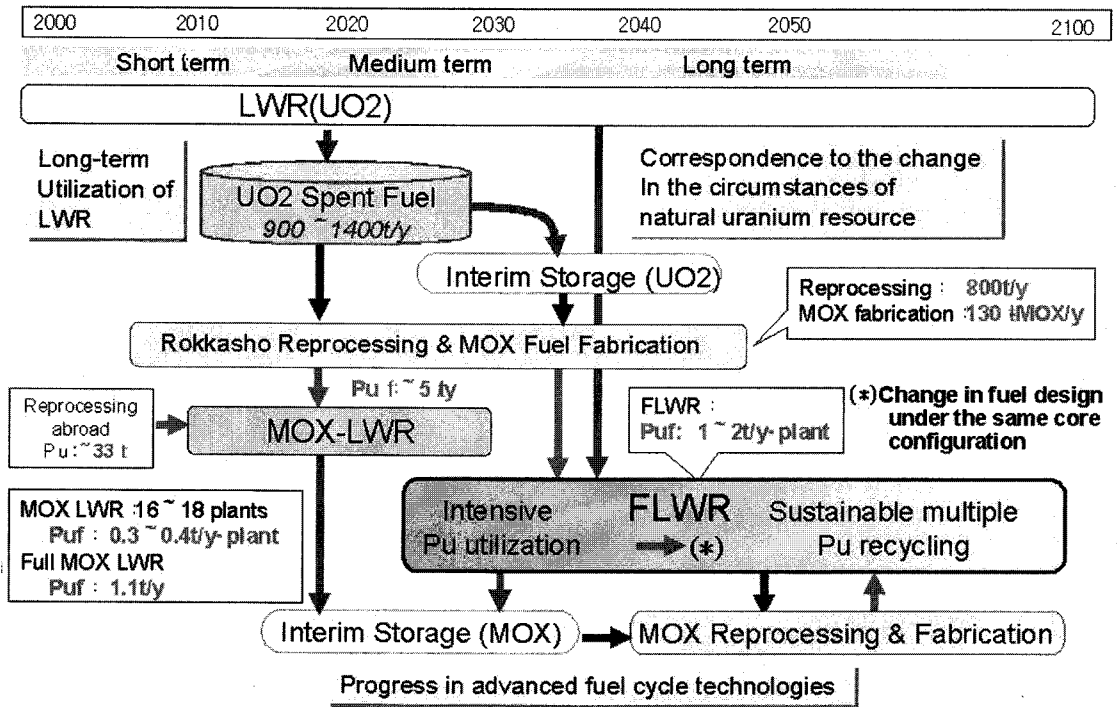 2000 2010 2020 2030 2040 2050 2100
Short term Medium term Long term
LWR(UO2)
Long-term
Utilization of
LWR
UO2 Spent Fuel
900 ~ 1400t/y
Correspondence to the change
In the circumstances of
natural uranium resource
Interim Storage (UO2)
Reprocessing : 800t/y
MOX fabrication :130 tMOX/y
Rokkasho Reprocessing & MOX Fuel Fabrication
Pu f:~ 5 t/y
Reprocessing
abroad
Pu:~33 t
MOX-LWR
FLWR :
Puf: 1 ~ 2t/y-plant
(*)Change in fuel design
under the same core
configuration
MOX LWR :16 ~ 18 plants
Puf : 0.3 ~ 0.4t/y-plant
Full MOX LWR
Puf : 1.1t/y
Intensive
Pu utilization
FLWR
(*)
Sustainable multiple
Pu recycling
Interim Storage (MOX)
MOX Reprocessing & Fabrication
Progress in advanced fuel cycle technologies